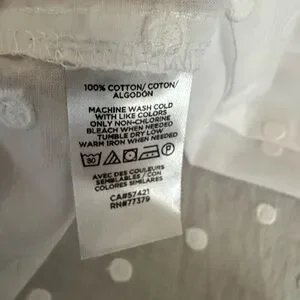 100% COTTON/ COTON/
ALGODÓN
MACHINE WASH COLD
WITH LIKE COLORS
ONLY NON-CHLORINE
BLEACH WHEN NEEDED
TUMBLE DRY LOW
WARM IRON WHEN NEEDED
30 P
AVEC DES COULEURS
SEMBLABLES / CON
COLORES SIMILARES
CA#57421
RN#77379